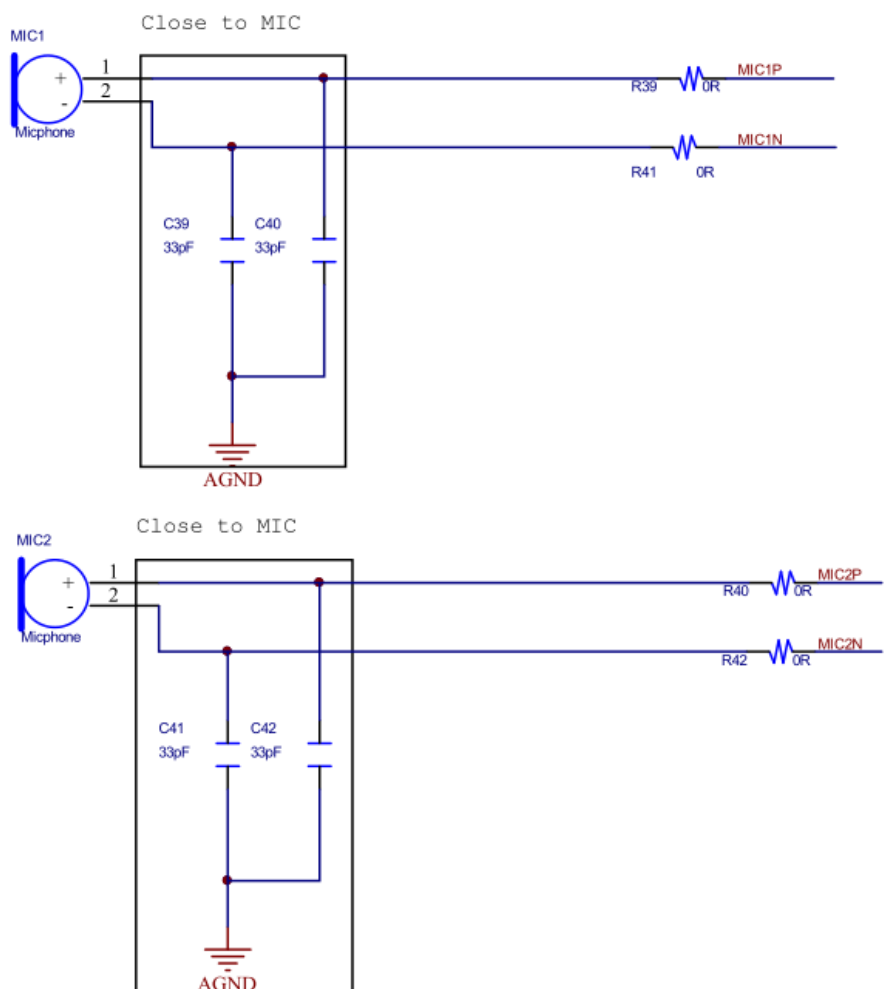 Close to MIC
MIC1
+
1
-
2
Micphone
R39
0R
MIC1P
R41
0R
MIC1N
C39
33pF
C40
33pF
AGND
Close to MIC
MIC2
+
1
-
2
Micphone
R40
0R
MIC2P
R42
0R
MIC2N
C41
33pF
C42
33pF
AGND